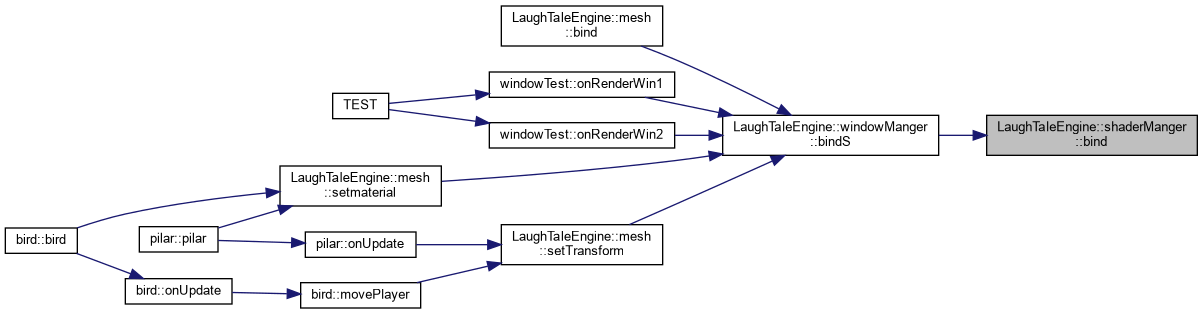 LaughTaleEngine::mesh
::bind
windowTest::onRenderWin1
TEST
LaughTaleEngine::windowManger
::bindS
LaughTaleEngine::shaderManger
::bind
windowTest::onRenderWin2
LaughTaleEngine::mesh
::setmaterial
bird::bird
pilar::pilar
pilar::onUpdate
LaughTaleEngine::mesh
::setTransform
bird::onUpdate
bird::movePlayer